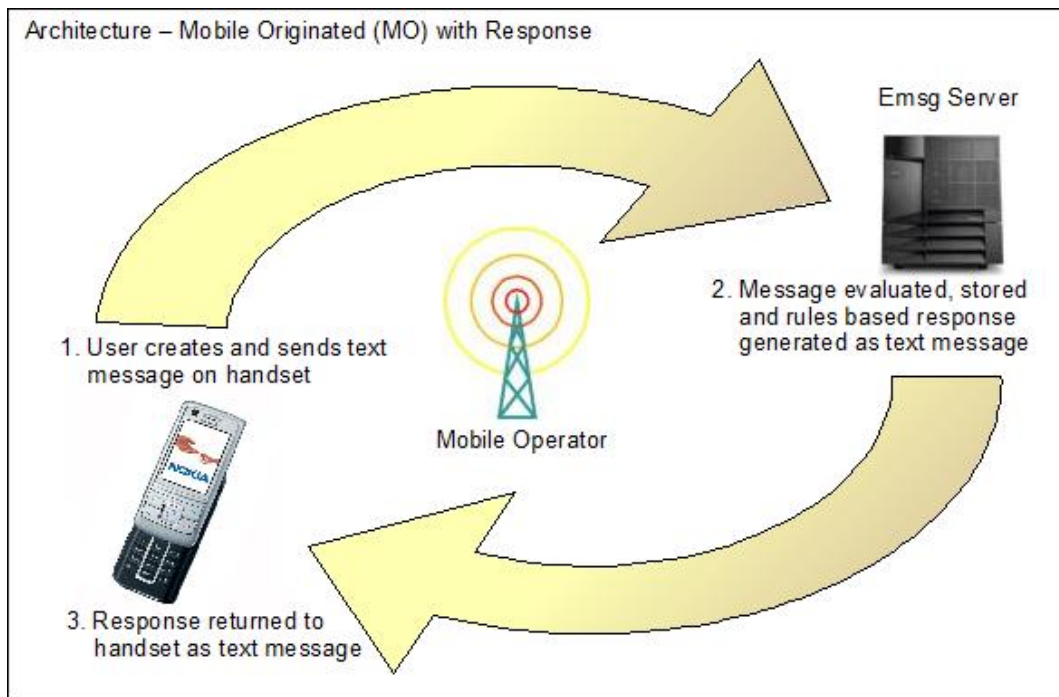 Architecture – Mobile Originated (MO) with Response
Emsg Server
1. User creates and sends text
message on handset
2. Message evaluated, stored
and rules based response
generated as text message
Mobile Operator
NOKIA
3. Response returned to
handset as text message